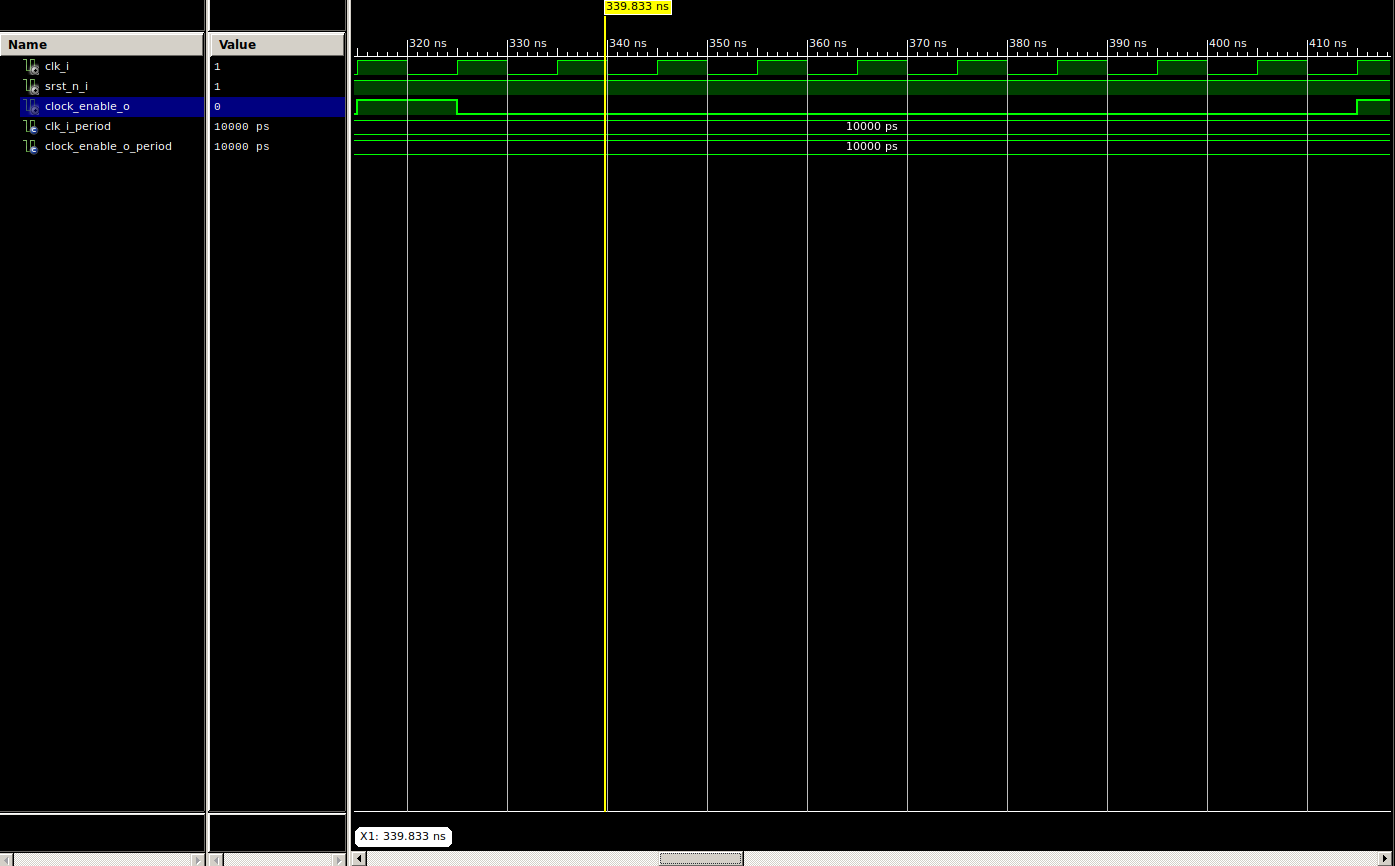 339.833 ns
Name Value
320 ns 330 ns 340 ns 350 ns 360 ns 370 ns 380 ns 390 ns 400 ns 410 ns
clk_i 1
srst_n_i 1
clock_enable_o 0
clk_i_period 10000 ps 10000 ps
clock_enable_o_period 10000 ps 10000 ps
X1: 339.833 ns